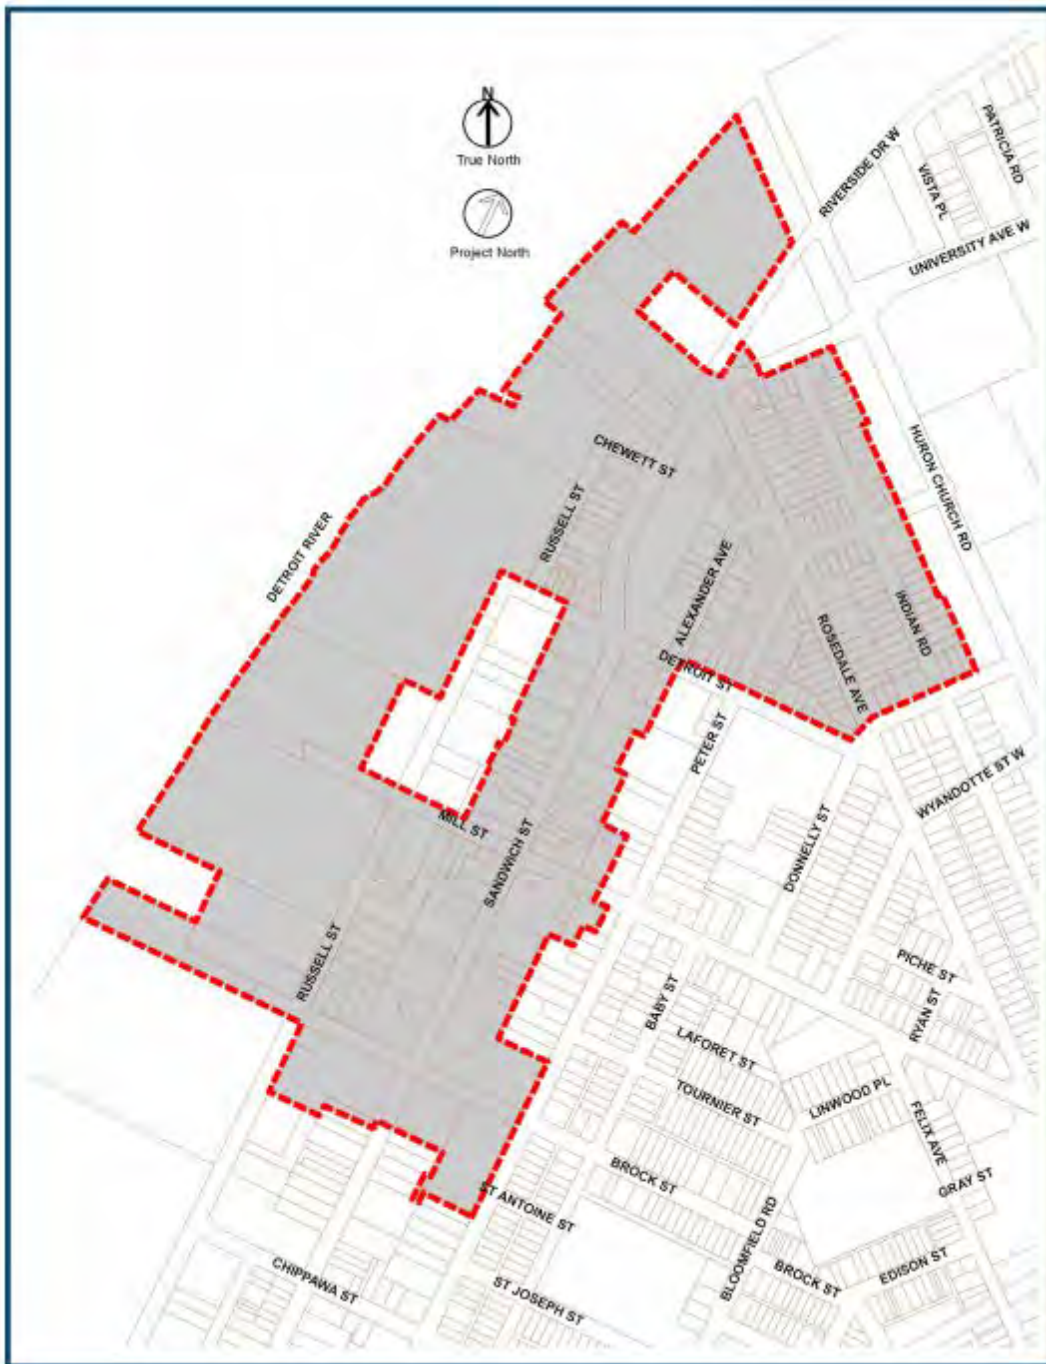 N
True North
Project North
PATRICIA RD
RIVERSIDE DR W
VISTA PL
UNIVERSITY AVE W
CHEWETT ST
HURON CHURCH RD
RUSSELL ST
DETROIT RIVER
ALEXANDER AVE
INDIAN RD
ROSEDALE AVE
DETROIT ST
PETER ST
WYANDOTTE ST W
MILL ST
SANDWICH ST
DONNELLY ST
RUSSELL ST
PICHE ST
BABY ST
RYAN ST
LAFORET ST
LINWOOD PL
TOURNIER ST
FELIX AVE
BROCK ST
GRAY ST
ST ANTOINE ST
BLOOMFIELD RD
EDISON ST
BROCK ST
CHIPPAWA ST
ST JOSEPH ST